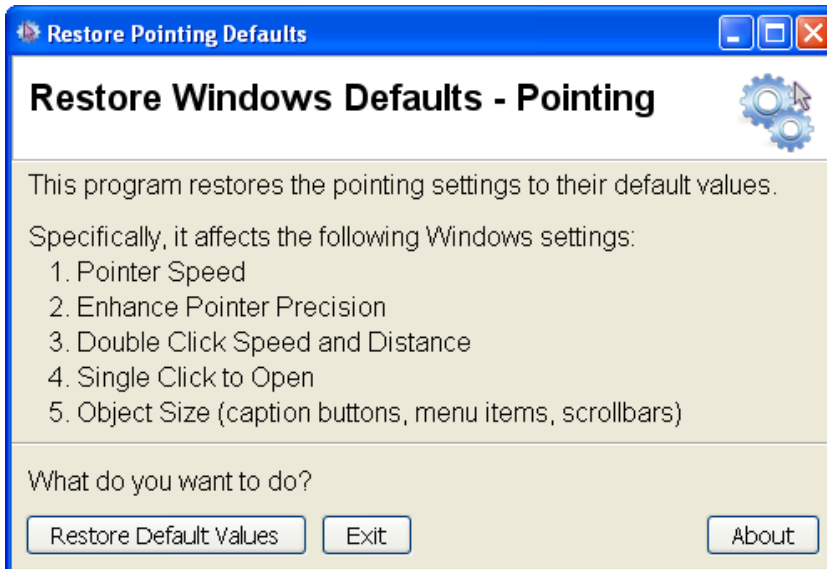 Restore Pointing Defaults
Restore Windows Defaults - Pointing
This program restores the pointing settings to their default values.
Specifically, it affects the following Windows settings:
1. Pointer Speed
2. Enhance Pointer Precision
3. Double Click Speed and Distance
4. Single Click to Open
5. Object Size (caption buttons, menu items, scrollbars)
What do you want to do?
Restore Default Values Exit About